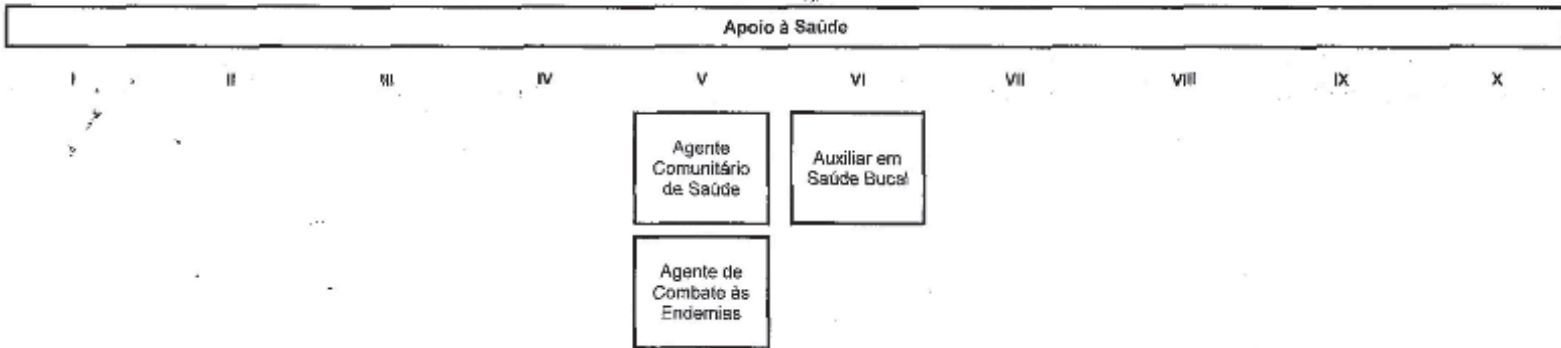 Apoio à Saúde
I II III IV V VI VII VIII IX X
Agente
Comunitário
de Saúde
Auxiliar em
Saúde Bucal
Agente de
Combate às
Endemias